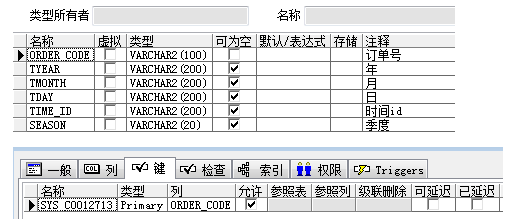 类型所有者 名称
名称 虚拟 类型 可为空 默认/表达式 存储 注释
ORDER_CODE VARCHAR2(100) 订单号
TYEAR VARCHAR2(200) 年
TMONTH VARCHAR2(200) 月
TDAY VARCHAR2(200) 日
TIME_ID VARCHAR2(200) 时间id
SEASON VARCHAR2(20) 季度
一般 COL 列 键 检查 索引 权限 Triggers
名称 类型 列 允许 参照表 参照列 级联删除 可延迟 已延迟
SYS_C0012713 Primary ORDER_CODE